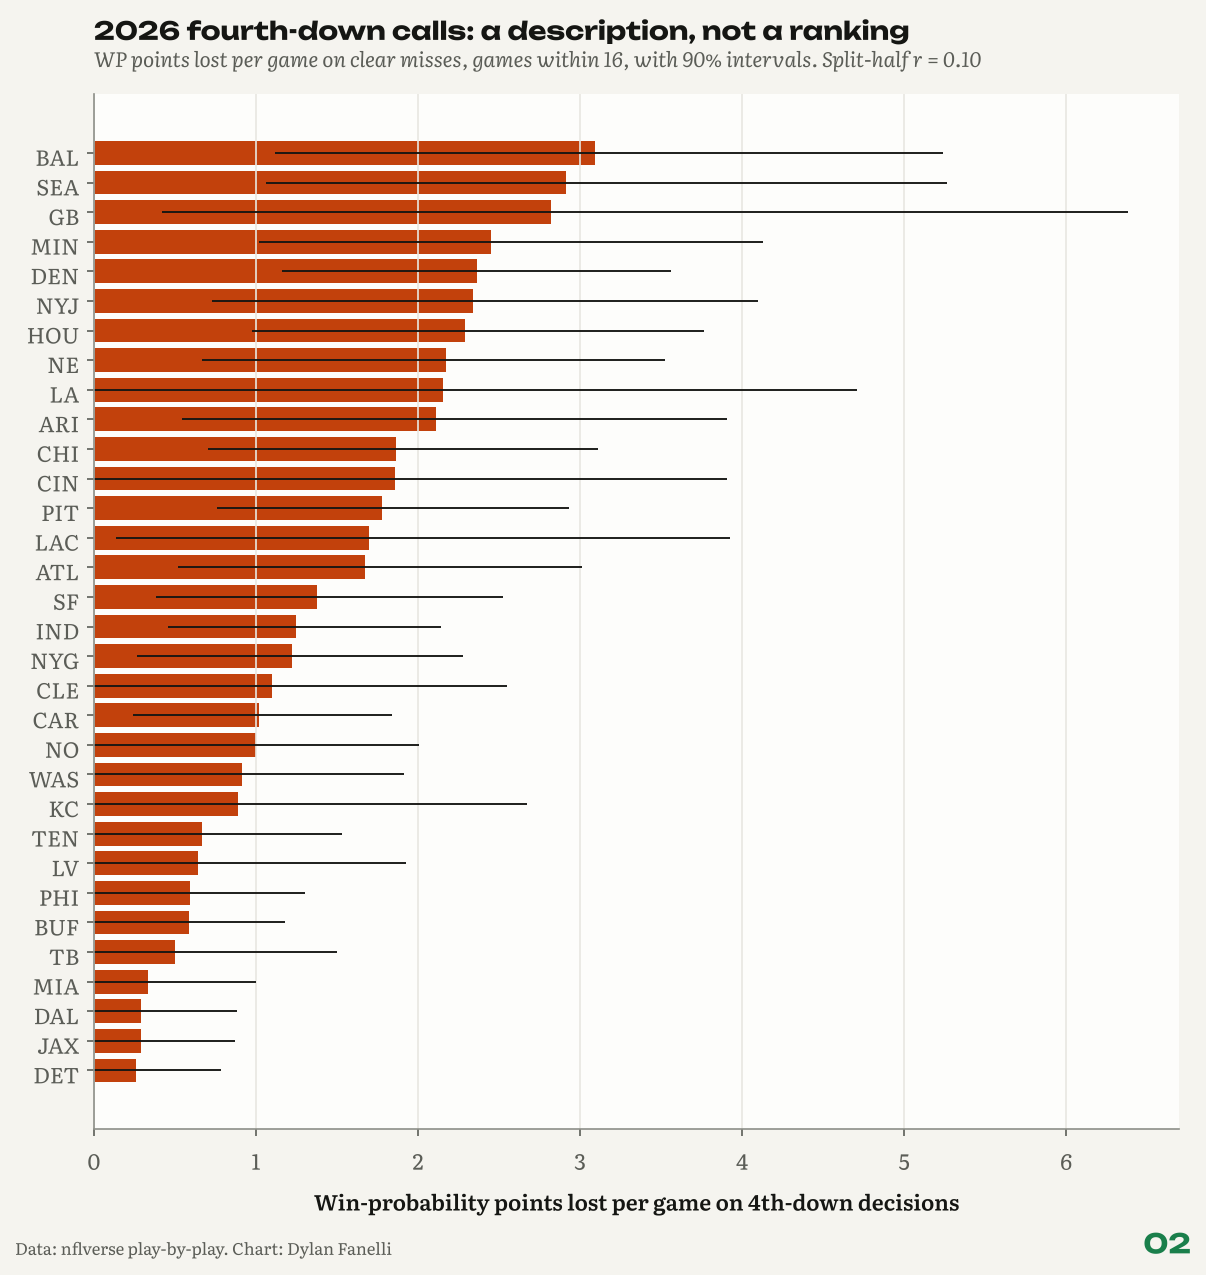 2026 fourth-down calls: a description, not a ranking
WP points lost per game on clear misses, games within 16, with 90% intervals. Split-half r = 0.10
BAL
SEA
GB
MIN
DEN
NYJ
HOU
NE
LA
ARI
CHI
CIN
PIT
LAC
ATL
SF
IND
NYG
CLE
CAR
NO
WAS
KC
TEN
LV
PHI
BUF
TB
MIA
DAL
JAX
DET
0 1 2 3 4 5 6
Win-probability points lost per game on 4th-down decisions
Data: nflverse play-by-play. Chart: Dylan Fanelli
02